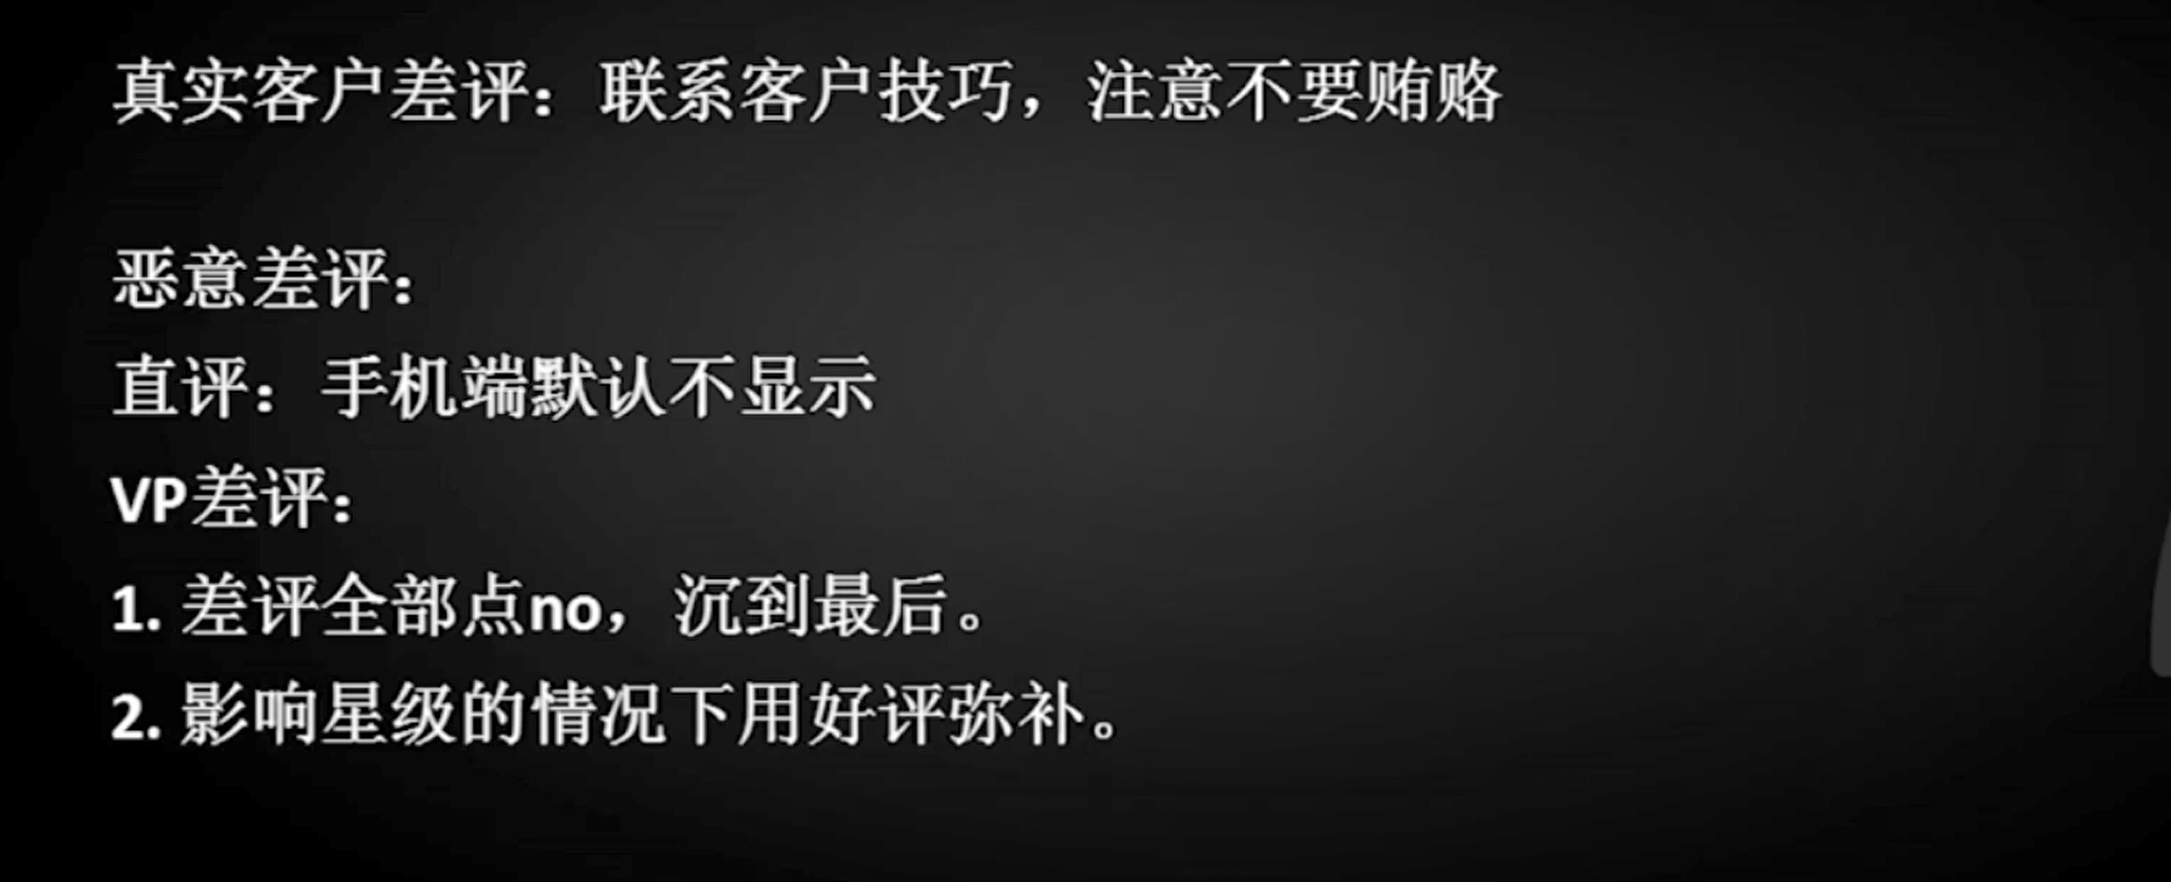 真实客户差评：联系客户技巧，注意不要贿赂
恶意差评：
直评：手机端默认不显示
VP差评：
1. 差评全部点no，沉到最后。
2. 影响星级的情况下用好评弥补。